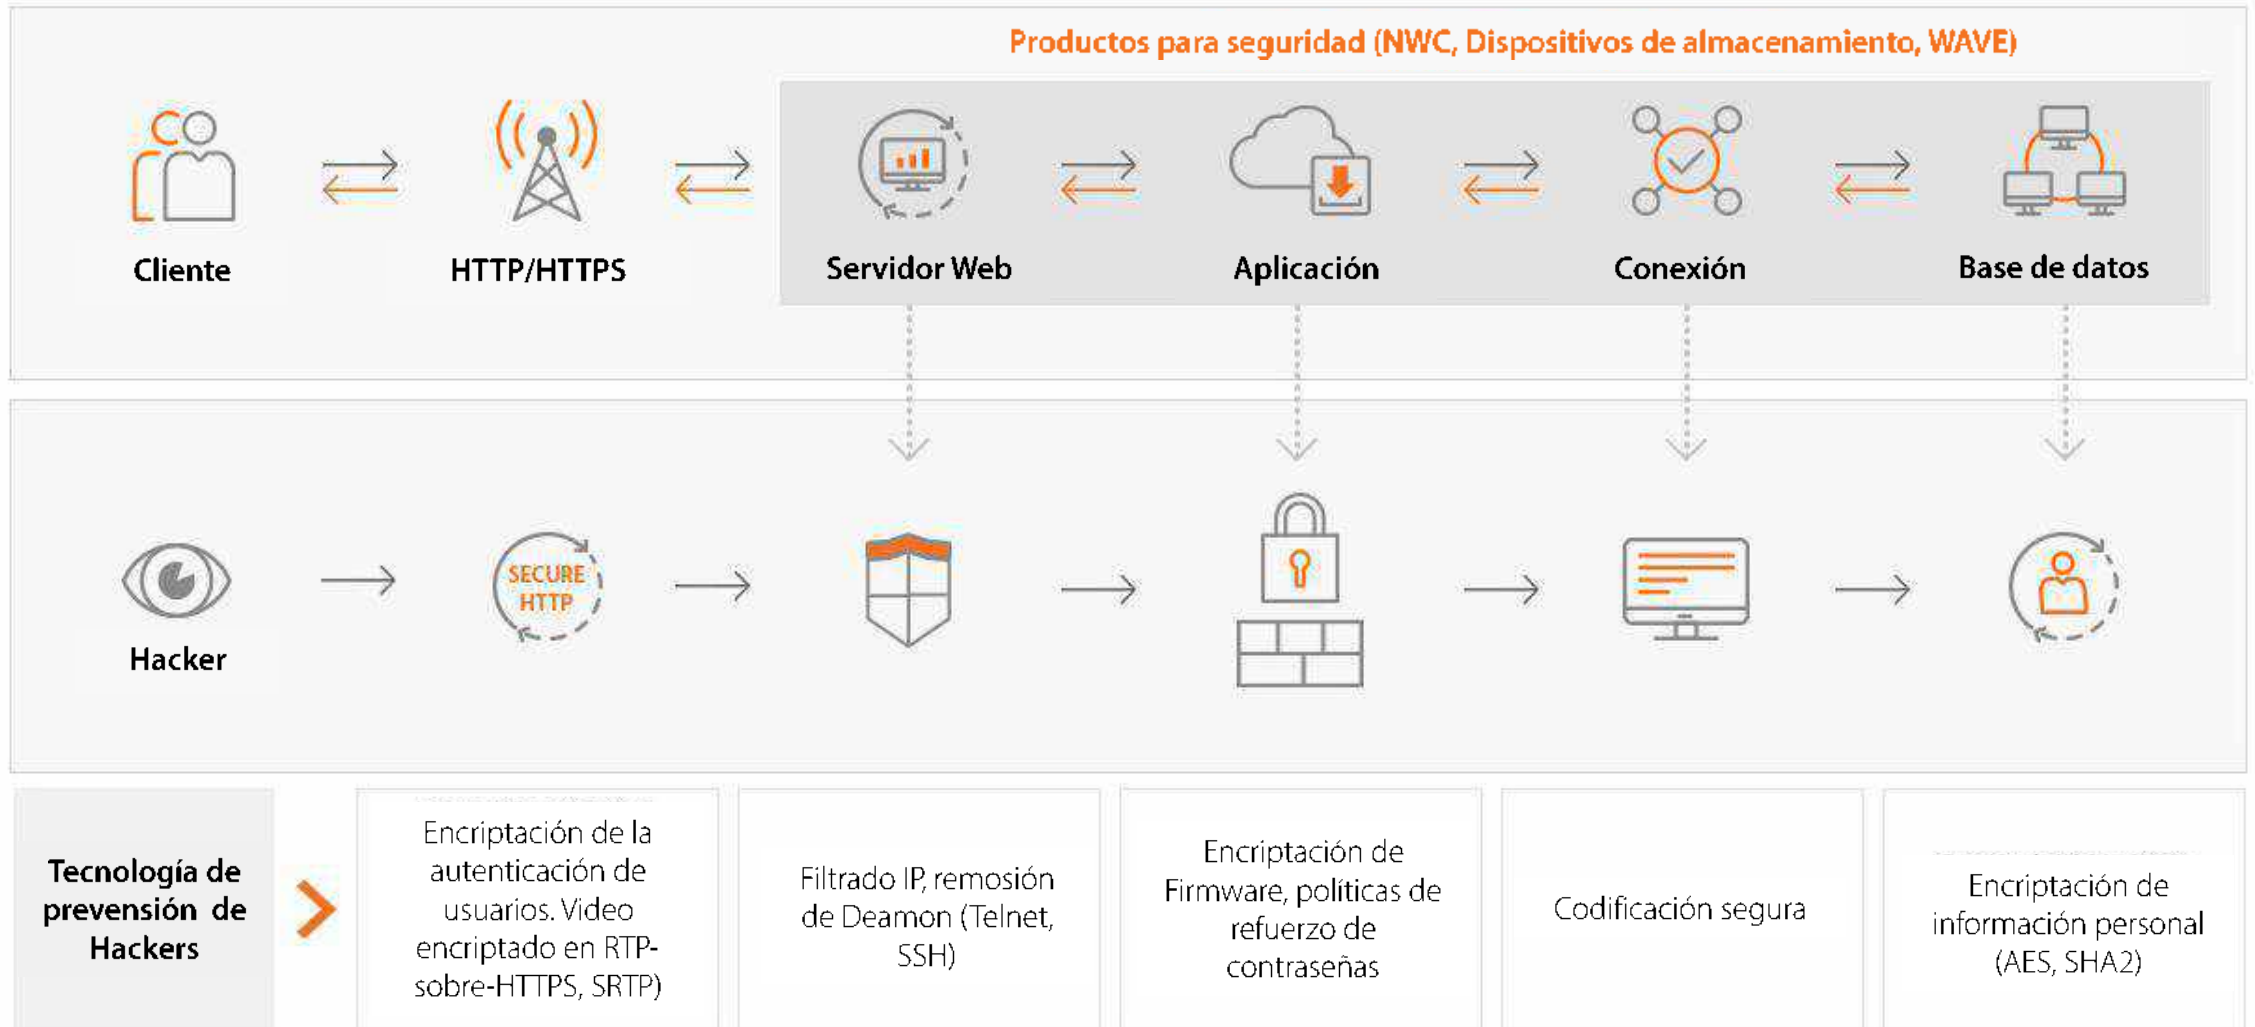 Productos para seguridad (NWC, Dispositivos de almacenamiento, WAVE)
Cliente
HTTP/HTTPS
Servidor Web
Aplicación
Conexión
Base de datos
SECURE
HTTP
Hacker
Tecnología de
prevensión de
Hackers
Encriptación de la
autenticación de
usuarios. Video
encriptado en RTP-
sobre-HTTPS, SRTP)
Filtrado IP, remosión
de Deamon (Telnet,
SSH)
Encriptación de
Firmware, políticas de
refuerzo de
contraseñas
Codificación segura
Encriptación de
información personal
(AES, SHA2)